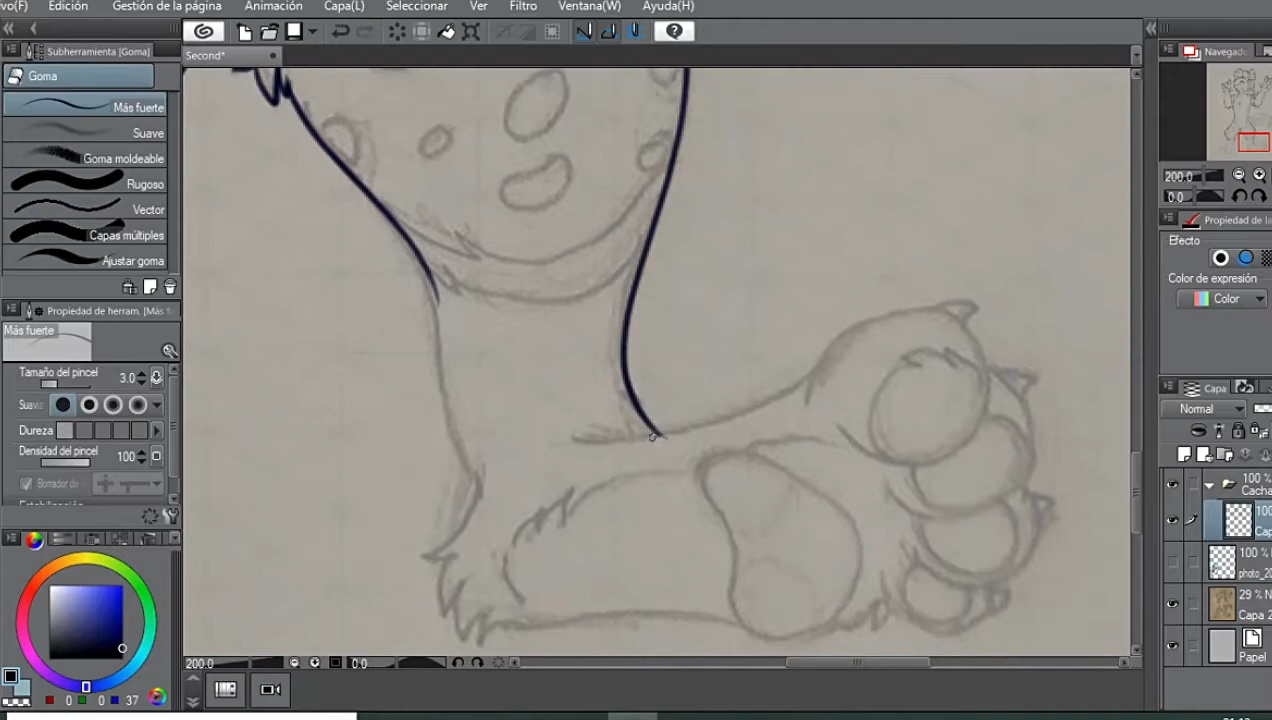 vo(F) Edición Gestión de la página Animación Capa(L) Seleccionar Ver Filtro Ventana(W) Ayuda(H)
Subherramienta [Goma]
Goma
Más fuerte
Suave
Goma moldeable
Rugoso
Vector
Capas múltiples
Ajustar goma
Propiedad de herram. [Más f
Más fuerte
Tamaño del pincel 3.0
Suavi
Dureza
Densidad del pincel 100
Borrador de
0 0 37
Second*
200.0 0.0
Navegad
200.0
0.0
Propiedad de la
Efecto
Color de expresión
Color
Capa
Normal
100 %
Cacha
100
Cap
100 %
photo_20
29 % N
Capa 2
Papel